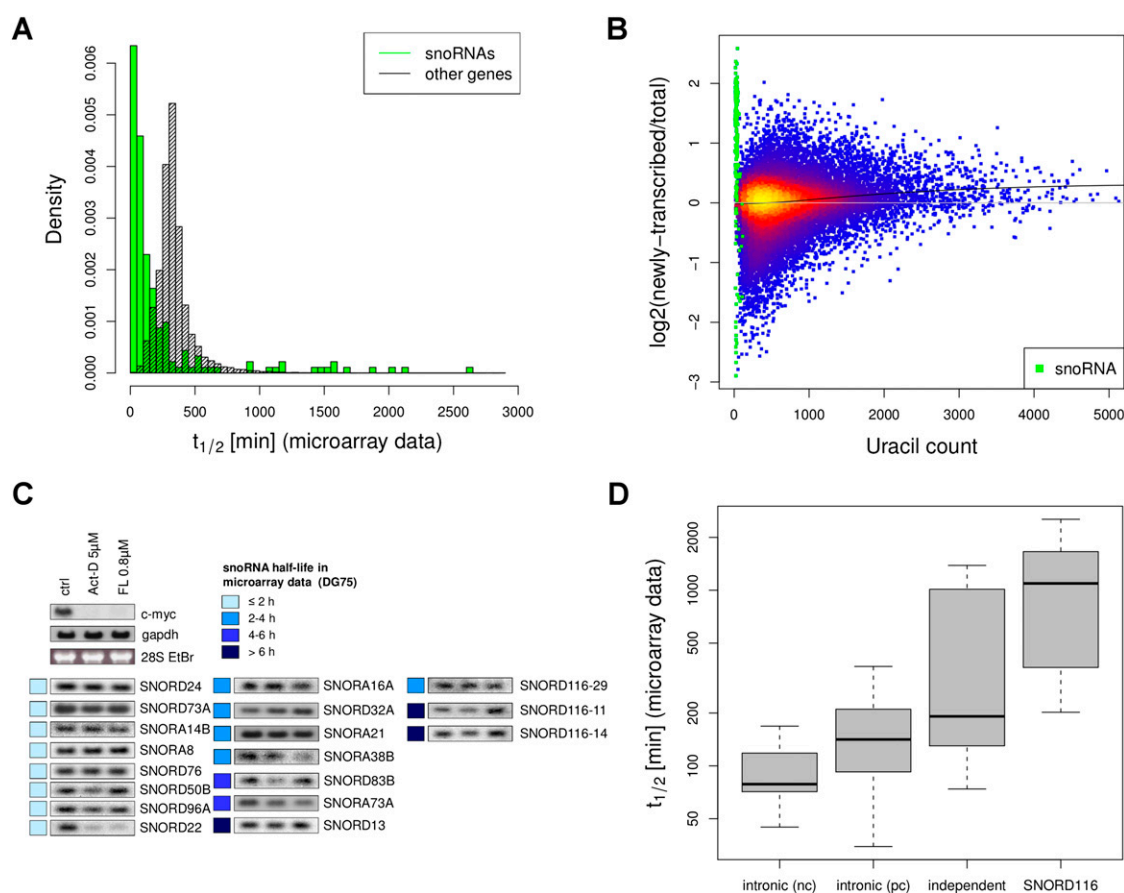 A
snoRNAs
other genes
0.006
0.005
0.004
0.003
0.002
0.001
0.000
Density
0
500
1000
1500
2000
2500
3000
t1/2 [min] (microarray data)
B
2
1
0
-1
-2
-3
log2(newly-transcribed/total)
snoRNA
0
1000
2000
3000
4000
5000
Uracil count
C
ctrl
Act-D 5µM
FL 0.8µM
c-myc
gapdh
28S EtBr
snoRNA half-life in
microarray data (DG75)
≤ 2 h
2-4 h
4-6 h
> 6 h
SNORD24
SNORD73A
SNORA14B
SNORA8
SNORD76
SNORD50B
SNORD96A
SNORD22
SNORA16A
SNORD32A
SNORA21
SNORA38B
SNORD83B
SNORA73A
SNORD13
SNORD116-29
SNORD116-11
SNORD116-14
D
2000
1000
500
200
100
50
t1/2 [min] (microarray data)
intronic (nc)
intronic (pc)
independent
SNORD116